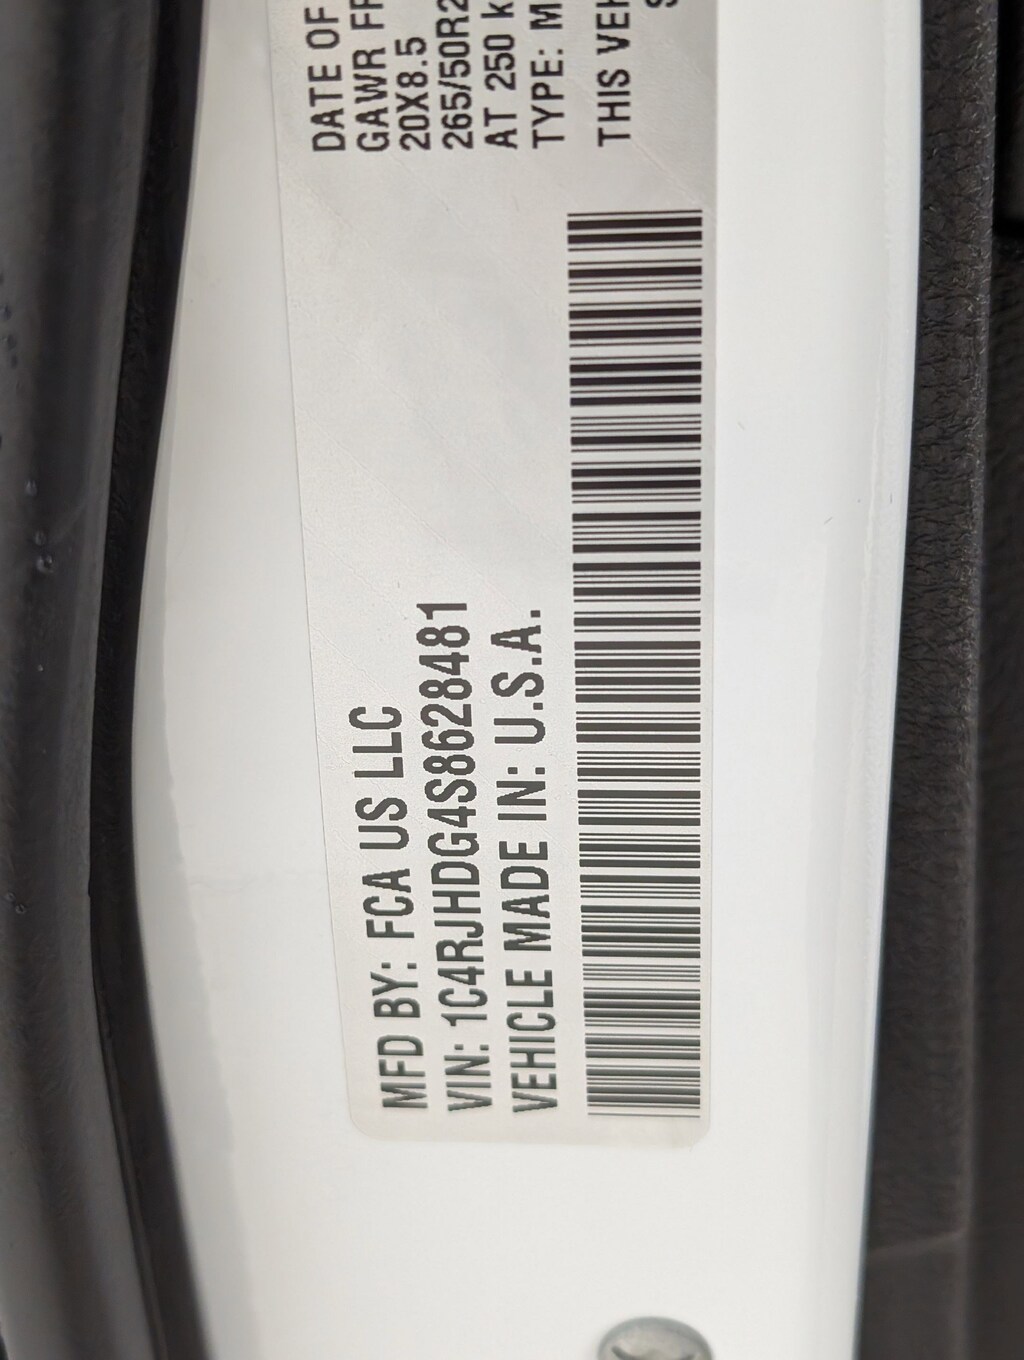 MFD BY: FCA US LLC
VIN: 1C4RJHDG4S8628481
VEHICLE MADE IN: U.S.A.
DATE OF
GAWR FR
20X8.5
265/50R2
AT 250 k
TYPE: M
THIS VEH
S